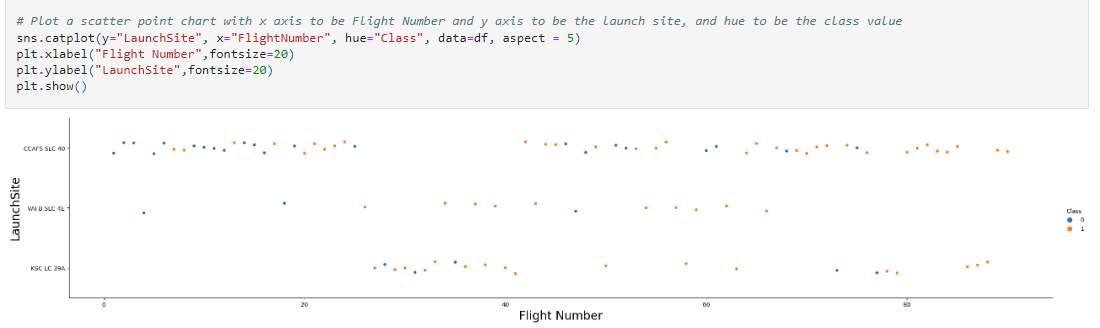 # Plot a scatter point chart with x axis to be Flight Number and y axis to be the launch site, and hue to be the class value
sns.catplot(y="LaunchSite", x="FlightNumber", hue="Class", data=df, aspect = 5)
plt.xlabel("Flight Number",fontsize=20)
plt.ylabel("LaunchSite",fontsize=20)
plt.show()
CCAFS SLC 40
VAFB SLC 4E
KSC LC 39A
LaunchSite
Class
0
1
0 20 40 60 80
Flight Number